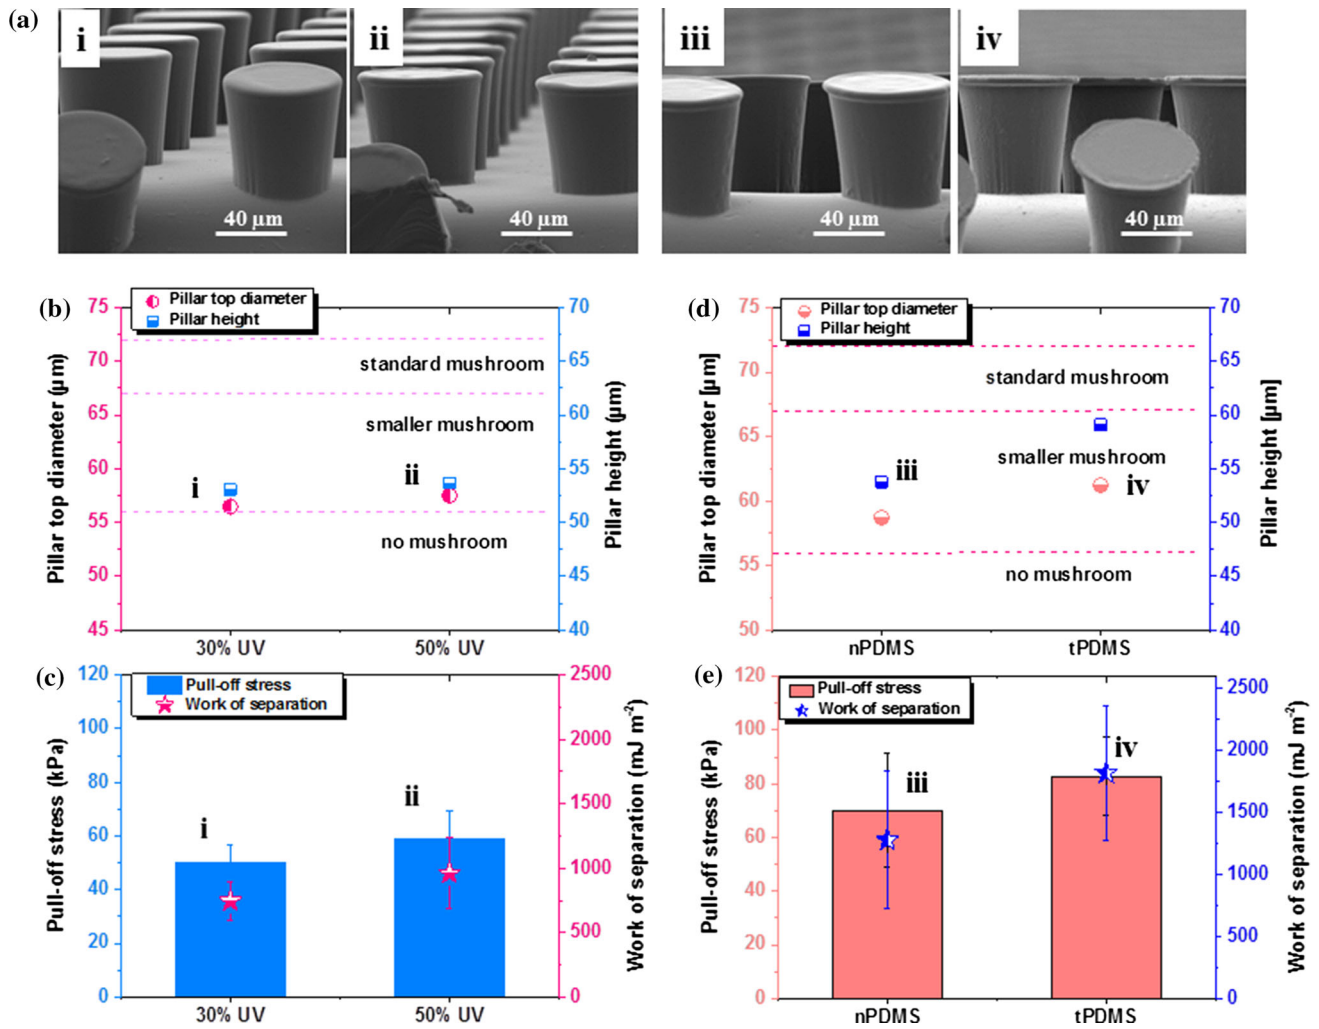 (a)
i
ii
iii
iv
40 µm
40 µm
40 µm
40 µm
(b)
Pillar top diameter
Pillar height
75
70
65
60
55
50
45
Pillar top diameter (µm)
70
65
60
55
50
45
40
Pillar height (µm)
standard mushroom
smaller mushroom
no mushroom
i
ii
30% UV
50% UV
(d)
Pillar top diameter
Pillar height
75
70
65
60
55
50
Pillar top diameter [µm]
70
65
60
55
50
45
40
Pillar height [µm]
standard mushroom
smaller mushroom
no mushroom
iii
iv
nPDMS
tPDMS
(c)
Pull-off stress
Work of separation
120
100
80
60
40
20
0
Pull-off stress (kPa)
2500
2000
1500
1000
500
0
Work of separation (mJ m⁻²)
i
ii
30% UV
50% UV
(e)
Pull-off stress
Work of separation
120
100
80
60
40
20
0
Pull-off stress (kPa)
2500
2000
1500
1000
500
0
Work of separation (mJ m⁻²)
iii
iv
nPDMS
tPDMS